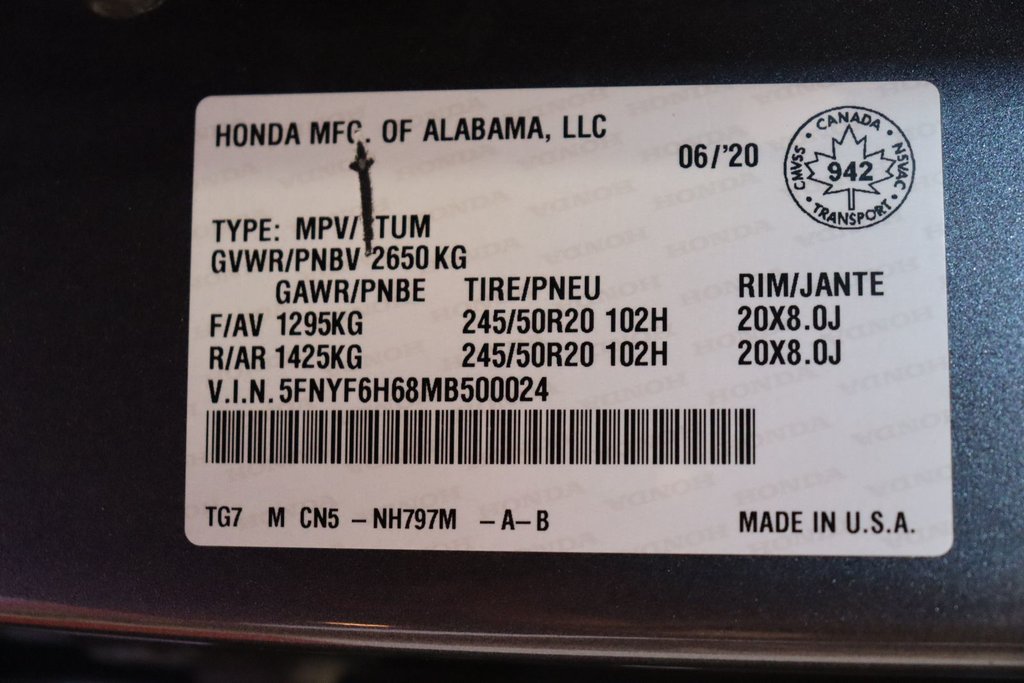 HONDA MFG. OF ALABAMA, LLC
06/'20
CANADA
CMVSS
942
NSVAC
TRANSPORT
TYPE: MPV/VTUM
GVWR/PNBV 2650 KG
GAWR/PNBE TIRE/PNEU RIM/JANTE
F/AV 1295KG 245/50R20 102H 20X8.0J
R/AR 1425KG 245/50R20 102H 20X8.0J
V.I.N. 5FNYF6H68MB500024
TG7 M CN5 – NH797M – A – B
MADE IN U.S.A.